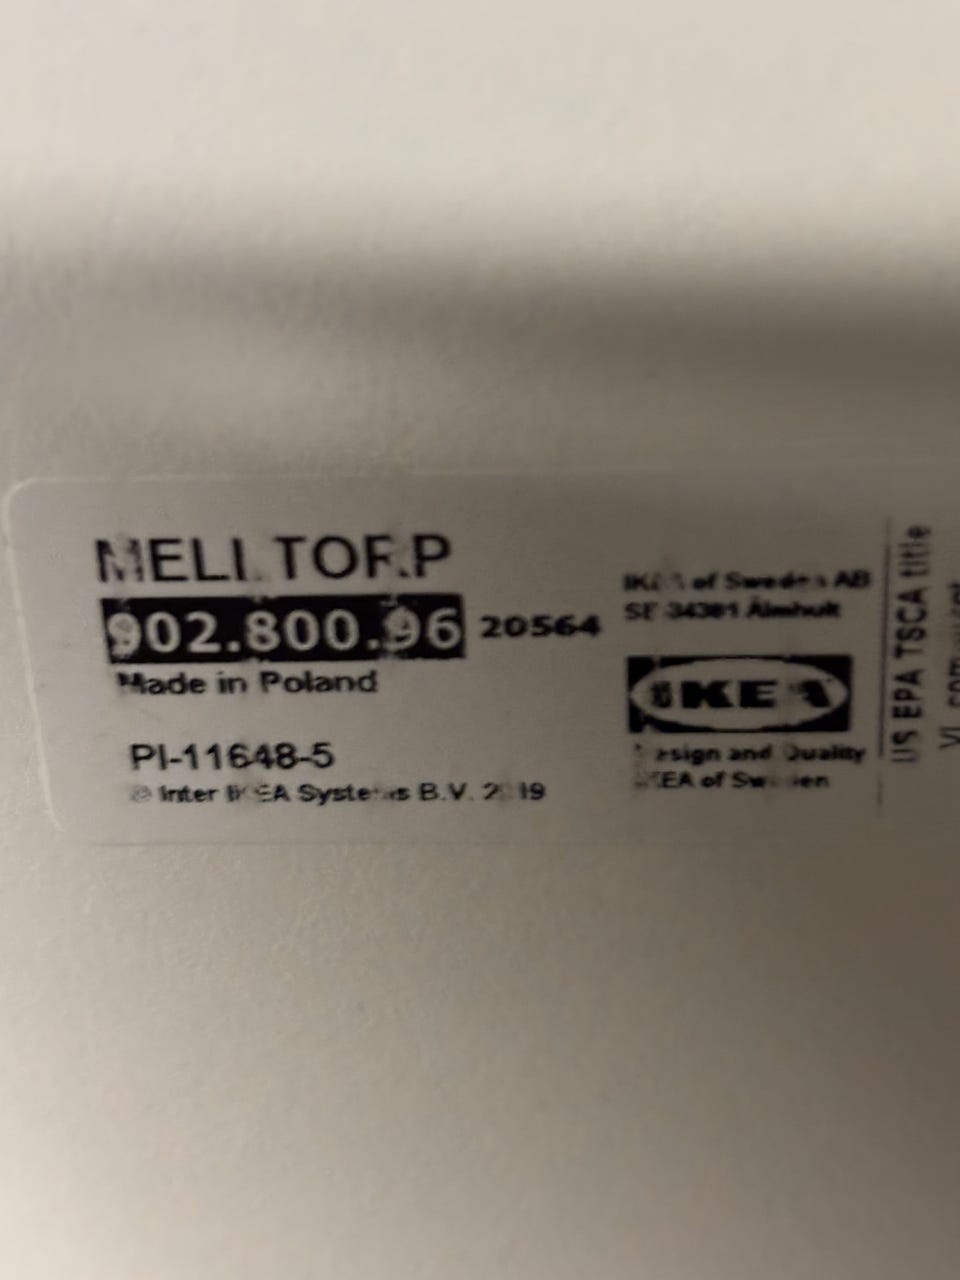 MELLTORP
902.800.96 20564
Made in Poland
PI-11648-5
© Inter IKEA Systems B.V. 2019
IKEA of Sweden AB
SE-34381 Älmhult
IKEA
Design and Quality
IKEA of Sweden
US EPA TSCA title
VI